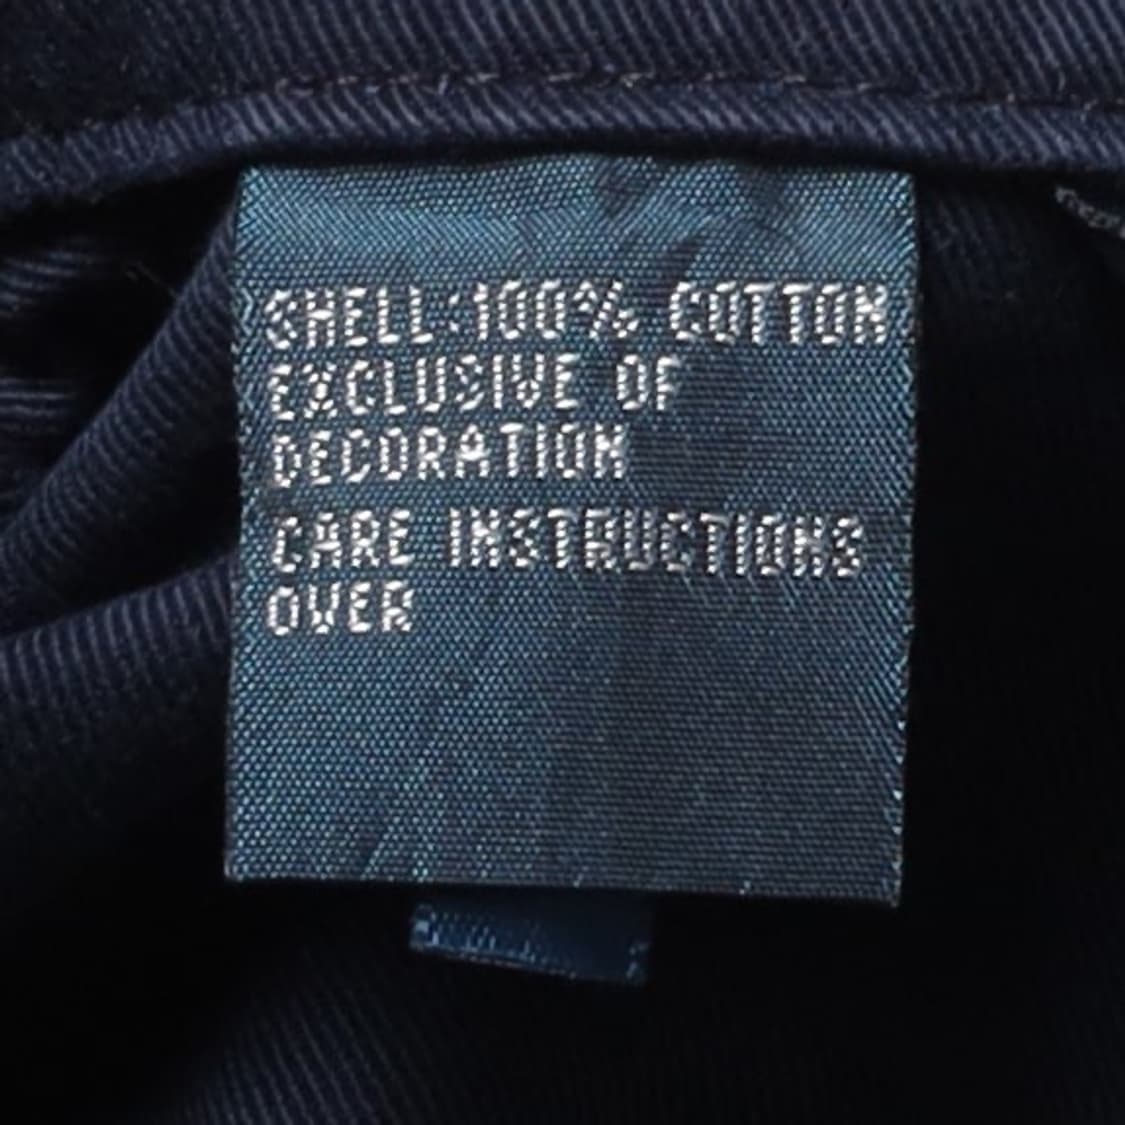 SHELL:100% COTTON
EXCLUSIVE OF
DECORATION
CARE INSTRUCTIONS
OVER